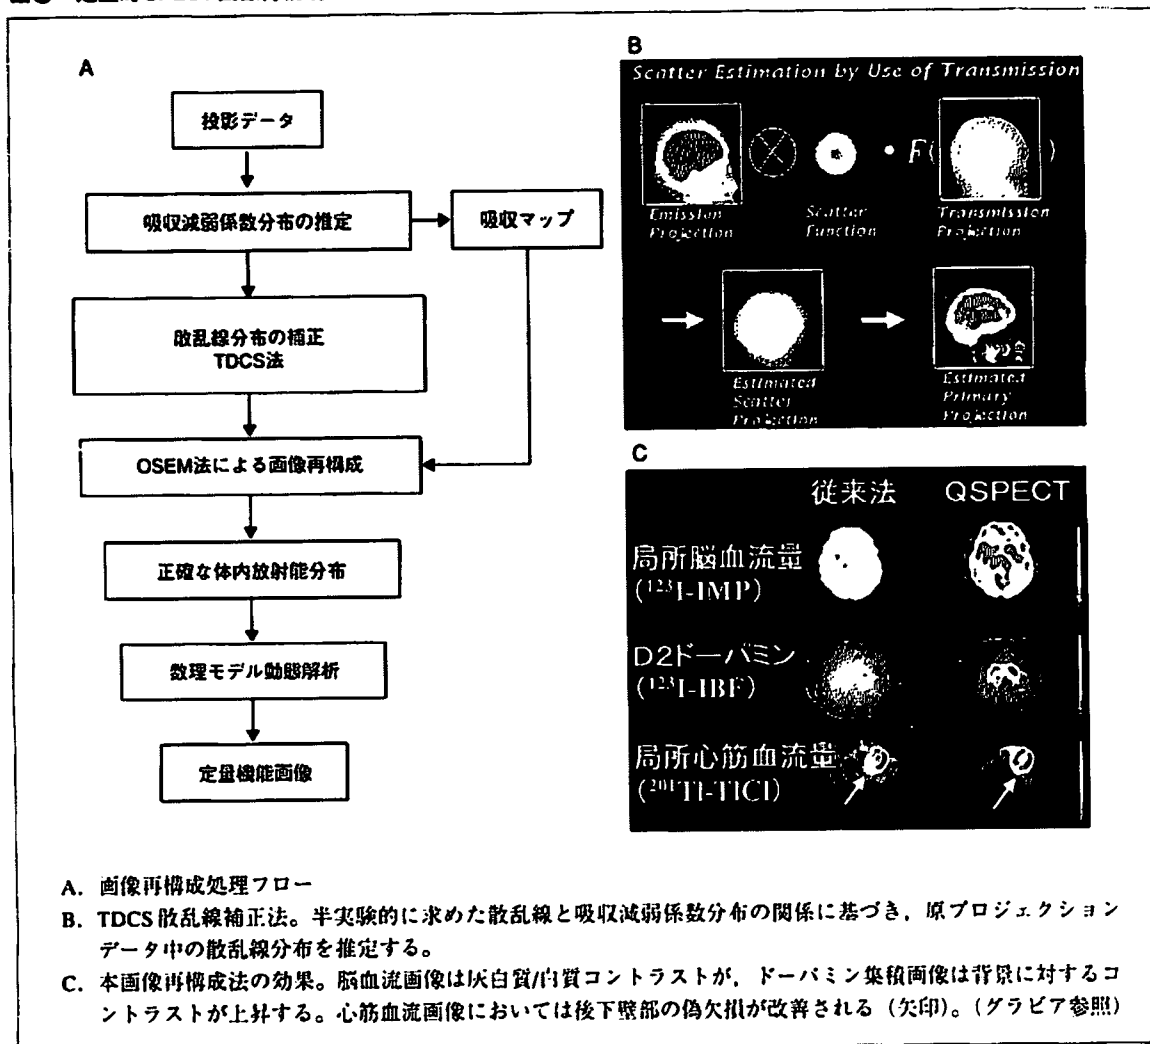 A
投影データ
吸収減弱係数分布の推定
吸収マップ
散乱線分布の補正
TDCS法
OSEM法による画像再構成
正確な体内放射能分布
数理モデル動態解析
定量機能画像
B
Scatter Estimation by Use of Transmission
F( )
Emission
Projection
Scatter
Function
Transmission
Projection
Estimated
Scatter
Projection
Estimated
Primary
Projection
C
従来法 QSPECT
局所脳血流量
(¹²³I-IMP)
D2ドーパミン
(¹²³I-IBF)
局所心筋血流量
(²⁰¹Tl-TlCl)
A. 画像再構成処理フロー
B. TDCS散乱線補正法。半実験的に求めた散乱線と吸収減弱係数分布の関係に基づき，原プロジェクション
データ中の散乱線分布を推定する。
C. 本画像再構成法の効果。脳血流画像は灰白質/白質コントラストが，ドーパミン集積画像は背景に対するコ
ントラストが上昇する。心筋血流画像においては後下壁部の偽欠損が改善される（矢印）。(グラビア参照)